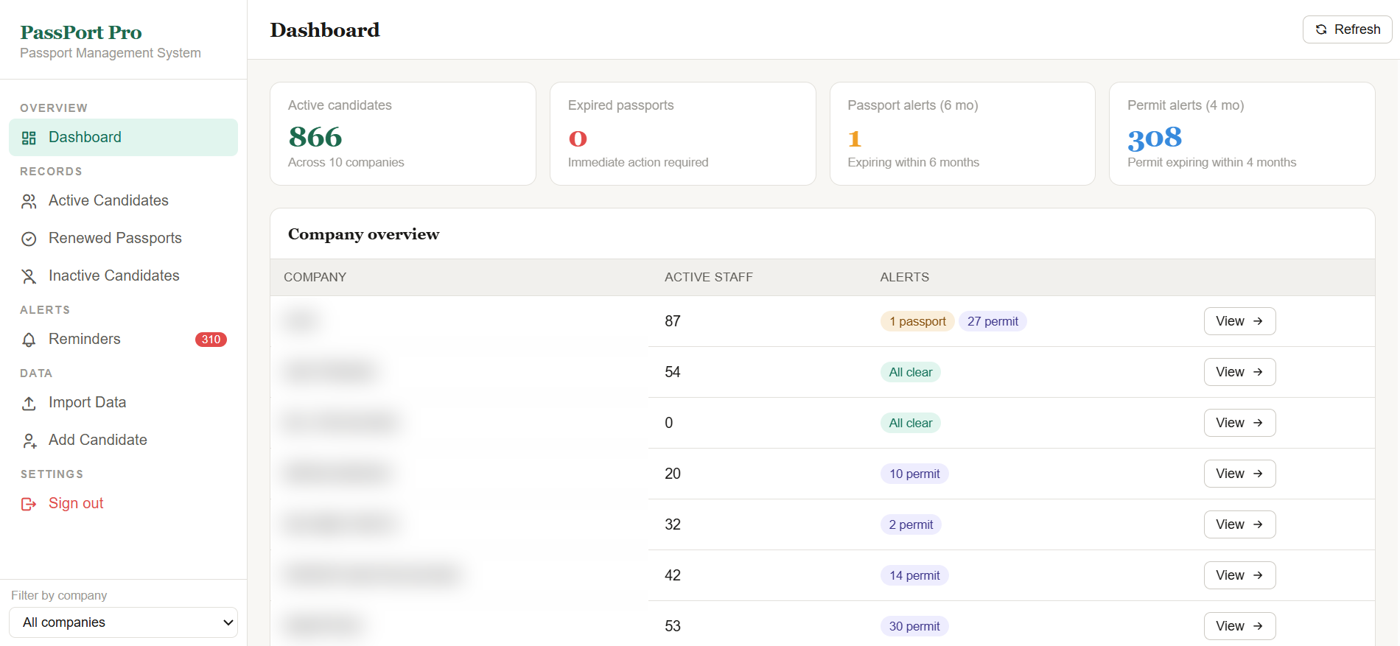 PassPort Pro
Passport Management System
OVERVIEW
Dashboard
RECORDS
Active Candidates
Renewed Passports
Inactive Candidates
ALERTS
Reminders 310
DATA
Import Data
Add Candidate
SETTINGS
Sign out
Filter by company
All companies
Dashboard
Refresh
Active candidates
866
Across 10 companies
Expired passports
0
Immediate action required
Passport alerts (6 mo)
1
Expiring within 6 months
Permit alerts (4 mo)
308
Permit expiring within 4 months
Company overview
COMPANY ACTIVE STAFF ALERTS
87 1 passport 27 permit View →
54 All clear View →
0 All clear View →
20 10 permit View →
32 2 permit View →
42 14 permit View →
53 30 permit View →